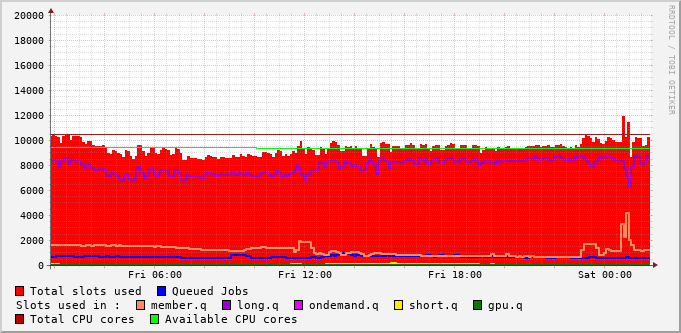 20000
18000
16000
14000
12000
10000
8000
6000
4000
2000
0
Fri 06:00 Fri 12:00 Fri 18:00 Sat 00:00
RRDTOOL / TOBI OETIKER
Total slots used Queued Jobs
Slots used in : member.q long.q ondemand.q short.q gpu.q
Total CPU cores Available CPU cores